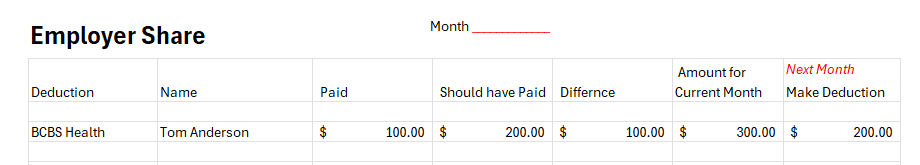 Month ___________
Employer Share
Amount for Next Month
Deduction Name Paid Should have Paid Differnce Current Month Make Deduction
BCBS Health Tom Anderson $ 100.00 $ 200.00 $ 100.00 $ 300.00 $ 200.00